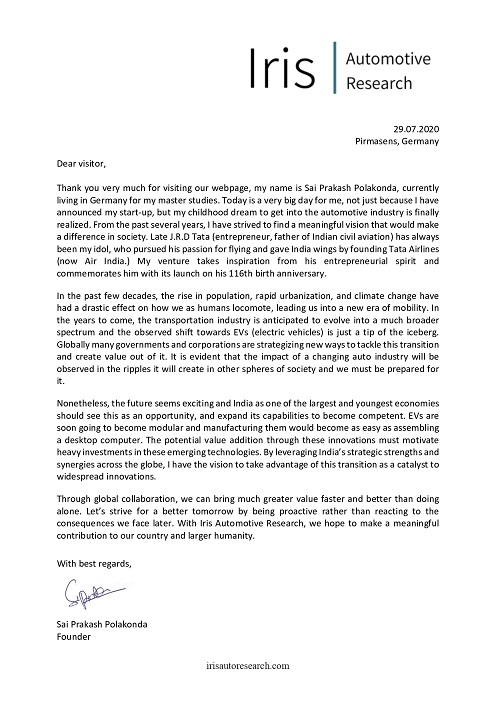 Iris
Automotive
Research
29.07.2020
Pirmasens, Germany
Dear visitor,
Thank you very much for visiting our webpage, my name is Sai Prakash Polakonda, currently
living in Germany for my master studies. Today is a very big day for me, not just because I have
announced my start-up, but my childhood dream to get into the automotive industry is finally
realized. From the past several years, I have strived to find a meaningful vision that would make
a difference in society. Late J.R.D Tata (entrepreneur, father of Indian civil aviation) has always
been my idol, who pursued his passion for flying and gave India wings by founding Tata Airlines
(now Air India.) My venture takes inspiration from his entrepreneurial spirit and
commemorates him with its launch on his 116th birth anniversary.
In the past few decades, the rise in population, rapid urbanization, and climate change have
had a drastic effect on how we as humans locomote, leading us into a new era of mobility. In
the years to come, the transportation industry is anticipated to evolve into a much broader
spectrum and the observed shift towards EVs (electric vehicles) is just a tip of the iceberg.
Globally many governments and corporations are strategizing new ways to tackle this transition
and create value out of it. It is evident that the impact of a changing auto industry will be
observed in the ripples it will create in other spheres of society and we must be prepared for
it.
Nonetheless, the future seems exciting and India as one of the largest and youngest economies
should see this as an opportunity, and expand its capabilities to become competent. EVs are
soon going to become modular and manufacturing them would become as easy as assembling
a desktop computer. The potential value addition through these innovations must motivate
heavy investments in these emerging technologies. By leveraging India's strategic strengths and
synergies across the globe, I have the vision to take advantage of this transition as a catalyst to
widespread innovations.
Through global collaboration, we can bring much greater value faster and better than doing
alone. Let's strive for a better tomorrow by being proactive rather than reacting to the
consequences we face later. With Iris Automotive Research, we hope to make a meaningful
contribution to our country and larger humanity.
With best regards,
Sai Prakash Polakonda
Founder
irisautoresearch.com